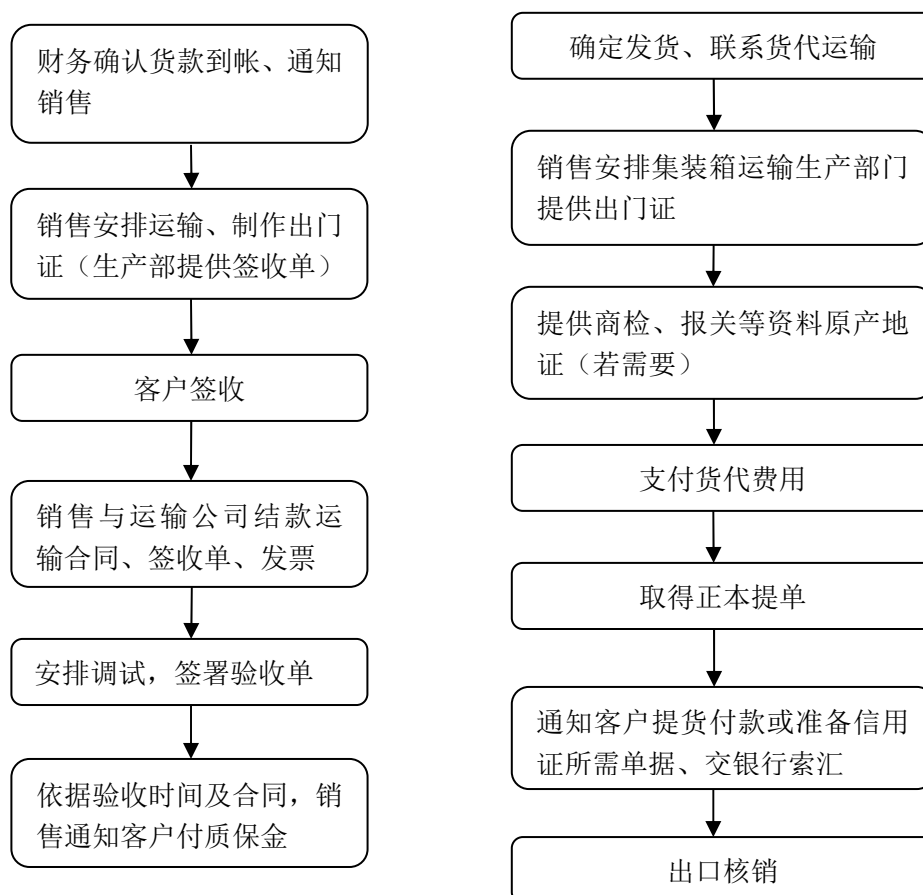 财务确认货款到帐、通知
销售
销售安排运输、制作出门
证（生产部提供签收单）
客户签收
销售与运输公司结款运
输合同、签收单、发票
安排调试，签署验收单
依据验收时间及合同，销
售通知客户付质保金
确定发货、联系货代运输
销售安排集装箱运输生产部门
提供出门证
提供商检、报关等资料原产地
证（若需要）
支付货代费用
取得正本提单
通知客户提货付款或准备信用
证所需单据、交银行索汇
出口核销